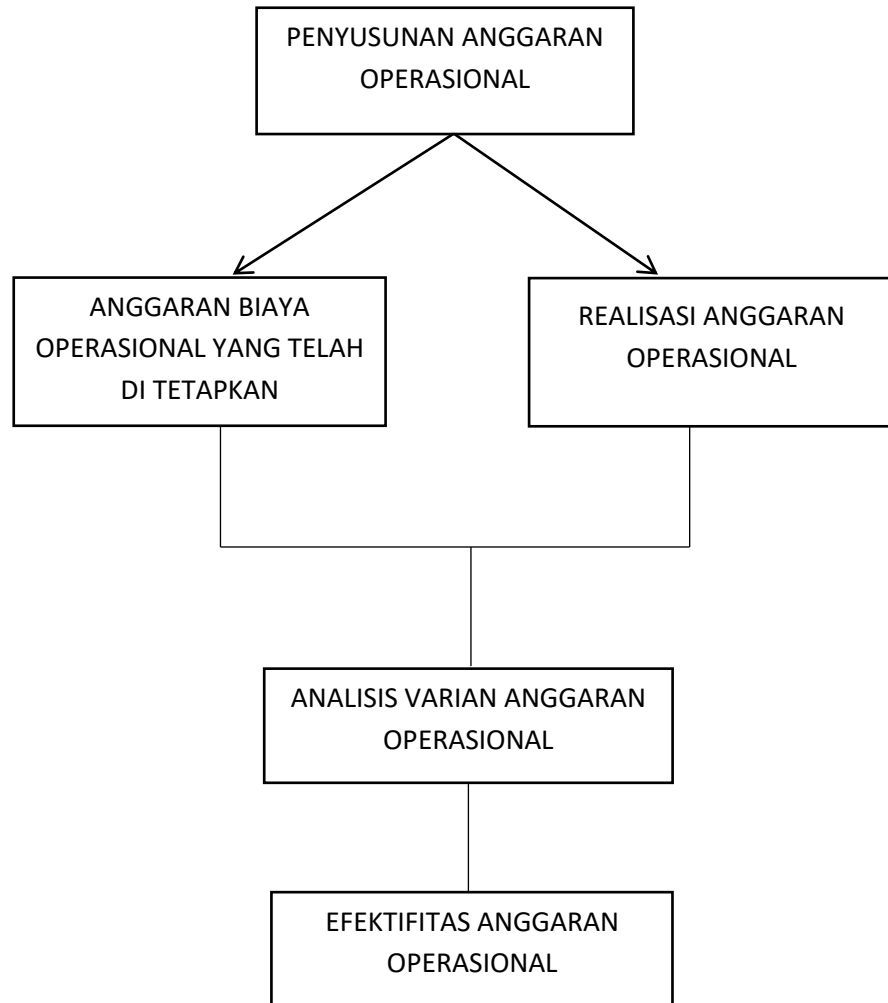 PENYUSUNAN ANGGARAN
OPERASIONAL
ANGGARAN BIAYA
OPERASIONAL YANG TELAH
DI TETAPKAN
REALISASI ANGGARAN
OPERASIONAL
ANALISIS VARIAN ANGGARAN
OPERASIONAL
EFEKTIFITAS ANGGARAN
OPERASIONAL